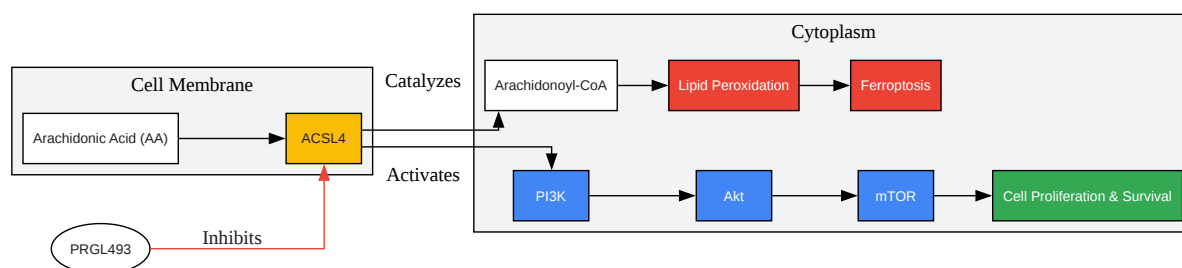 Cytoplasm
Cell Membrane
Catalyzes
Arachidonoyl-CoA
Lipid Peroxidation
Ferroptosis
Arachidonic Acid (AA)
ACSL4
Activates
PI3K
Akt
mTOR
Cell Proliferation & Survival
PRGL493
Inhibits